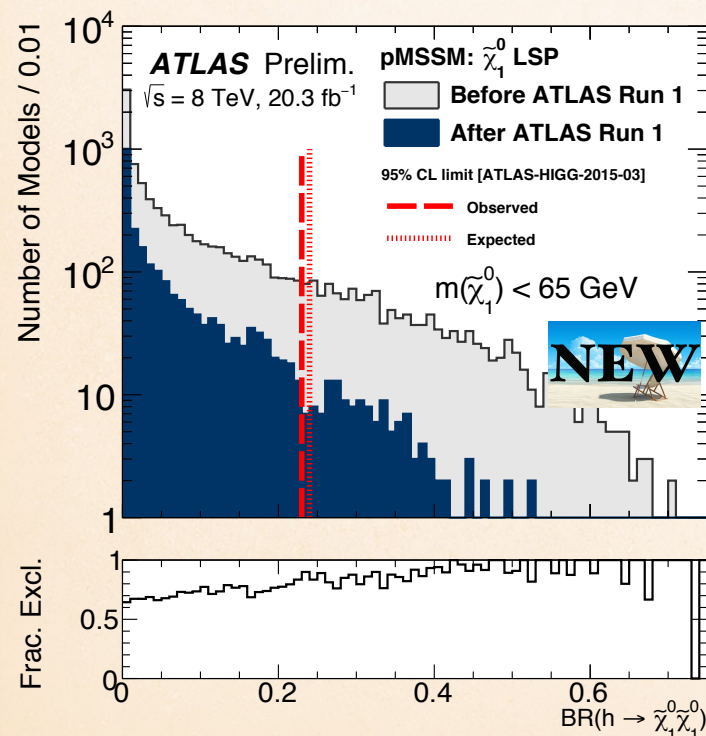 10⁴
ATLAS Prelim.
√s = 8 TeV, 20.3 fb⁻¹
pMSSM: χ̃₁⁰ LSP
Before ATLAS Run 1
After ATLAS Run 1
95% CL limit [ATLAS-HIGG-2015-03]
Observed
Expected
m(χ̃₁⁰) < 65 GeV
NEW
Number of Models / 0.01
10³
10²
10
1
Frac. Excl.
1
0.5
0
0 0.2 0.4 0.6
BR(h → χ̃₁⁰χ̃₁⁰)